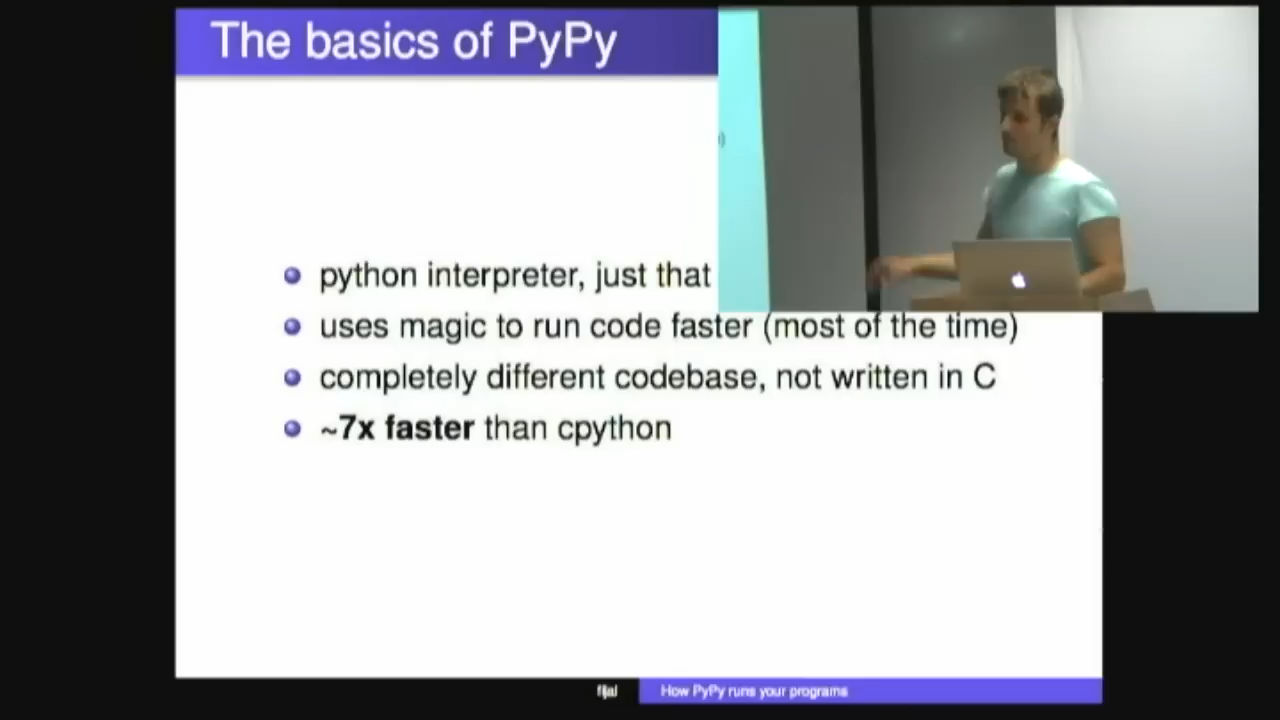 The basics of PyPy
python interpreter, just that
uses magic to run code faster (most of the time)
completely different codebase, not written in C
~7x faster than cpython
fijal
How PyPy runs your programs